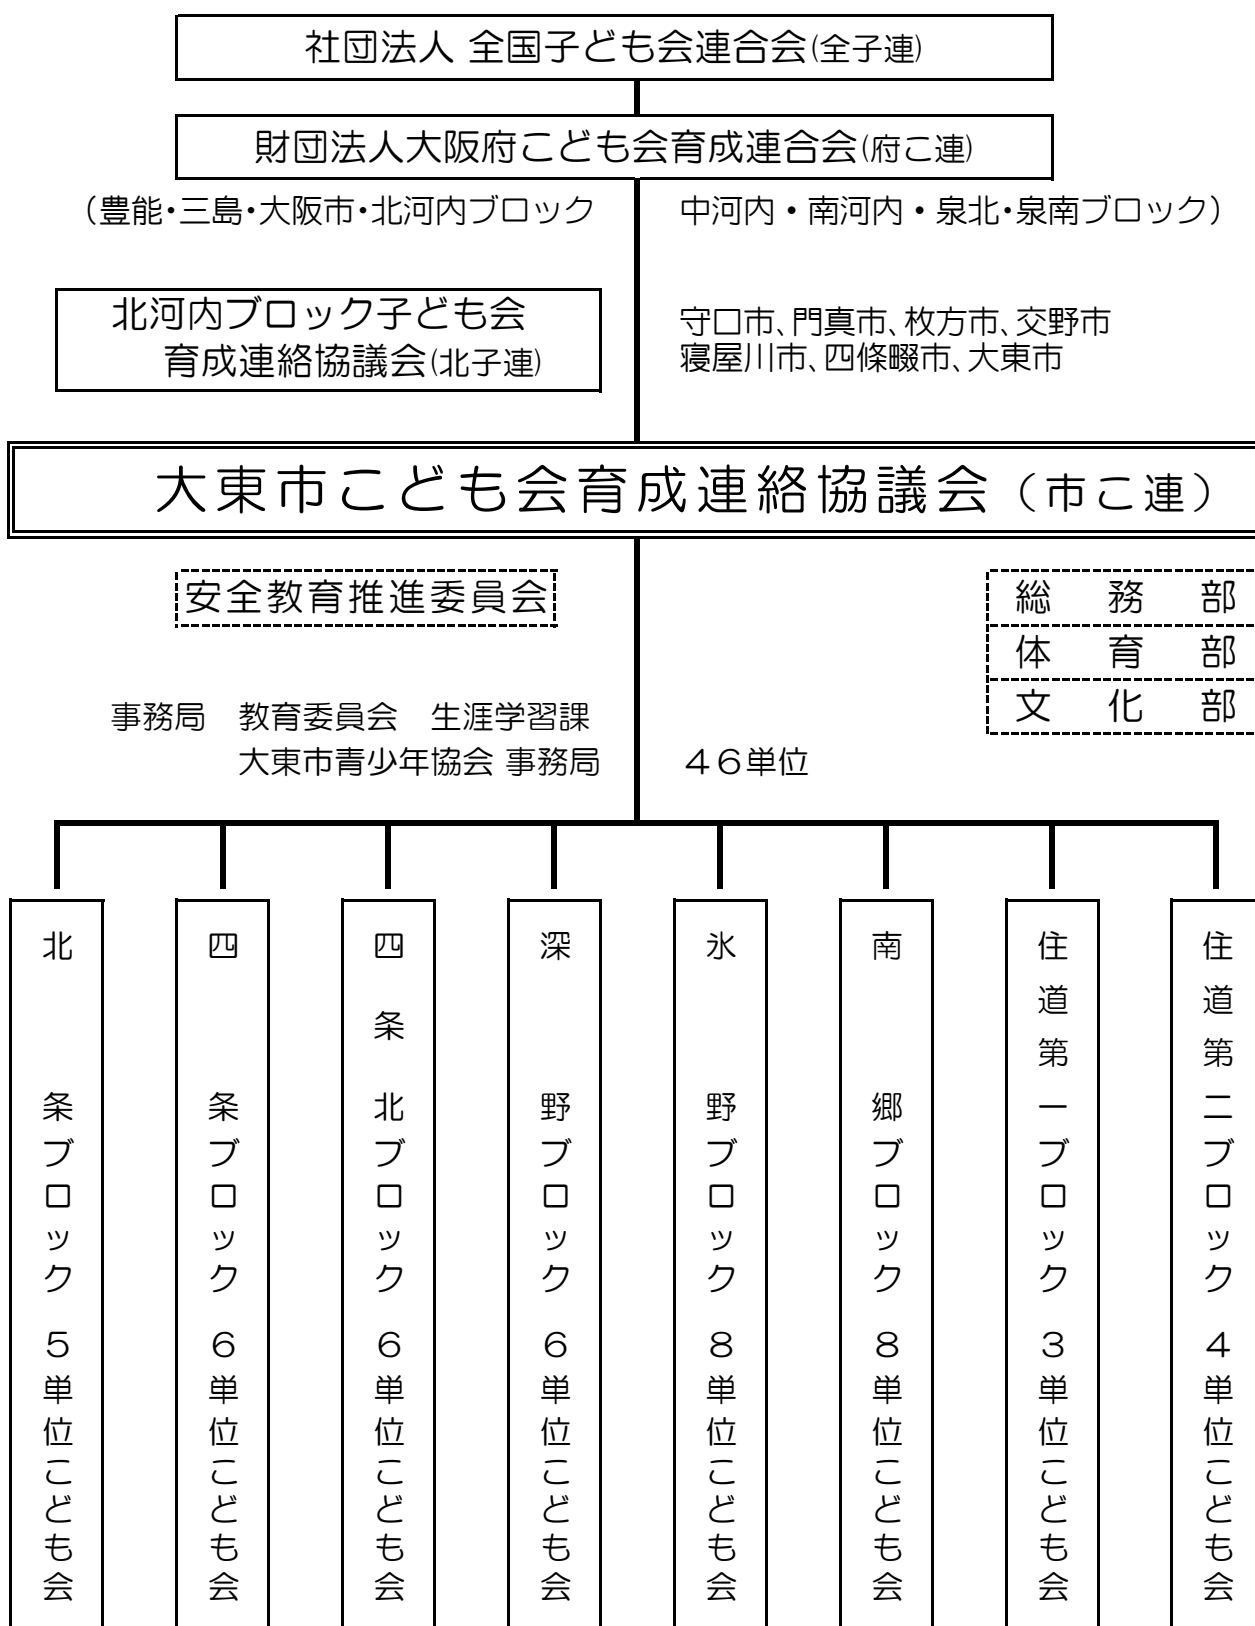 社団法人 全国子ども会連合会(全子連)
財団法人大阪府こども会育成連合会(府こ連)
（豊能・三島・大阪市・北河内ブロック　中河内・南河内・泉北・泉南ブロック）
北河内ブロック子ども会
育成連絡協議会(北子連)
守口市、門真市、枚方市、交野市
寝屋川市、四條畷市、大東市
大東市こども会育成連絡協議会（市こ連）
安全教育推進委員会
総務部
体育部
文化部
事務局　教育委員会　生涯学習課
大東市青少年協会 事務局
４６単位
北条ブロック　５単位こども会
四条ブロック　６単位こども会
四条北ブロック　６単位こども会
深野ブロック　６単位こども会
氷野ブロック　８単位こども会
南郷ブロック　８単位こども会
住道第一ブロック　３単位こども会
住道第二ブロック　４単位こども会